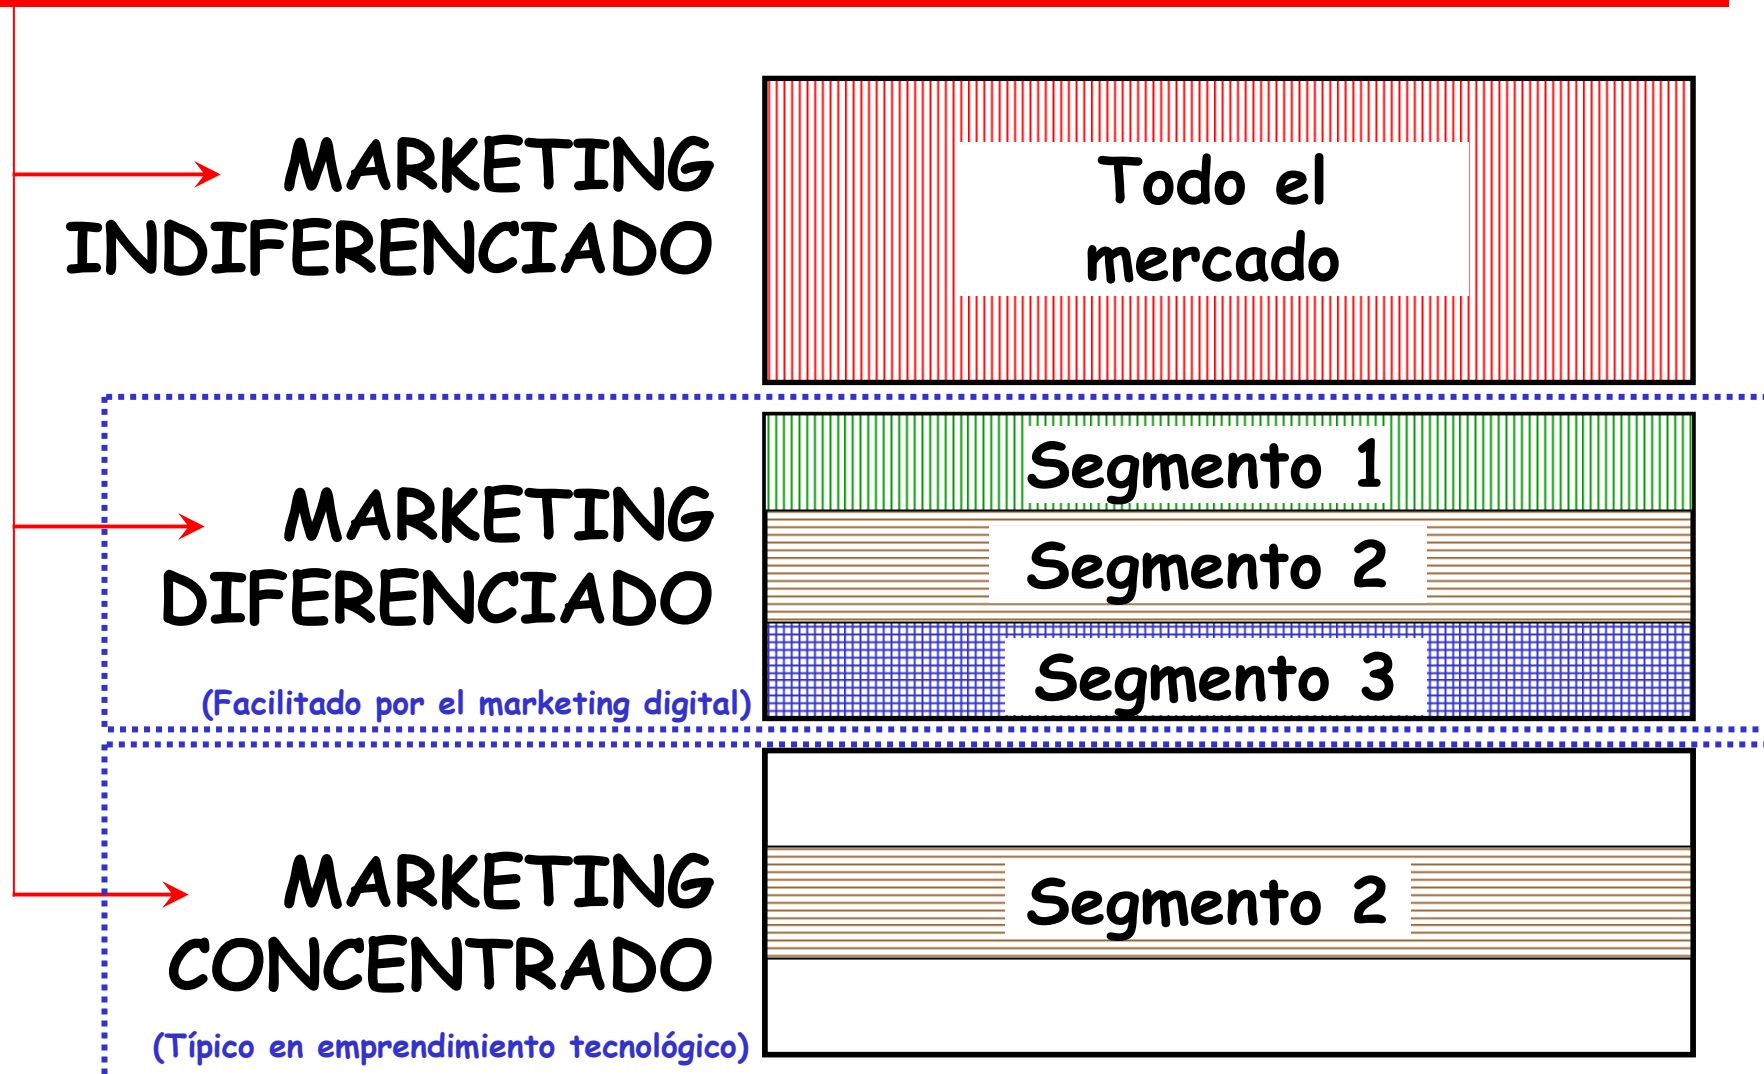 MARKETING
INDIFERENCIADO
Todo el
mercado
MARKETING
DIFERENCIADO
(Facilitado por el marketing digital)
Segmento 1
Segmento 2
Segmento 3
MARKETING
CONCENTRADO
(Típico en emprendimiento tecnológico)
Segmento 2